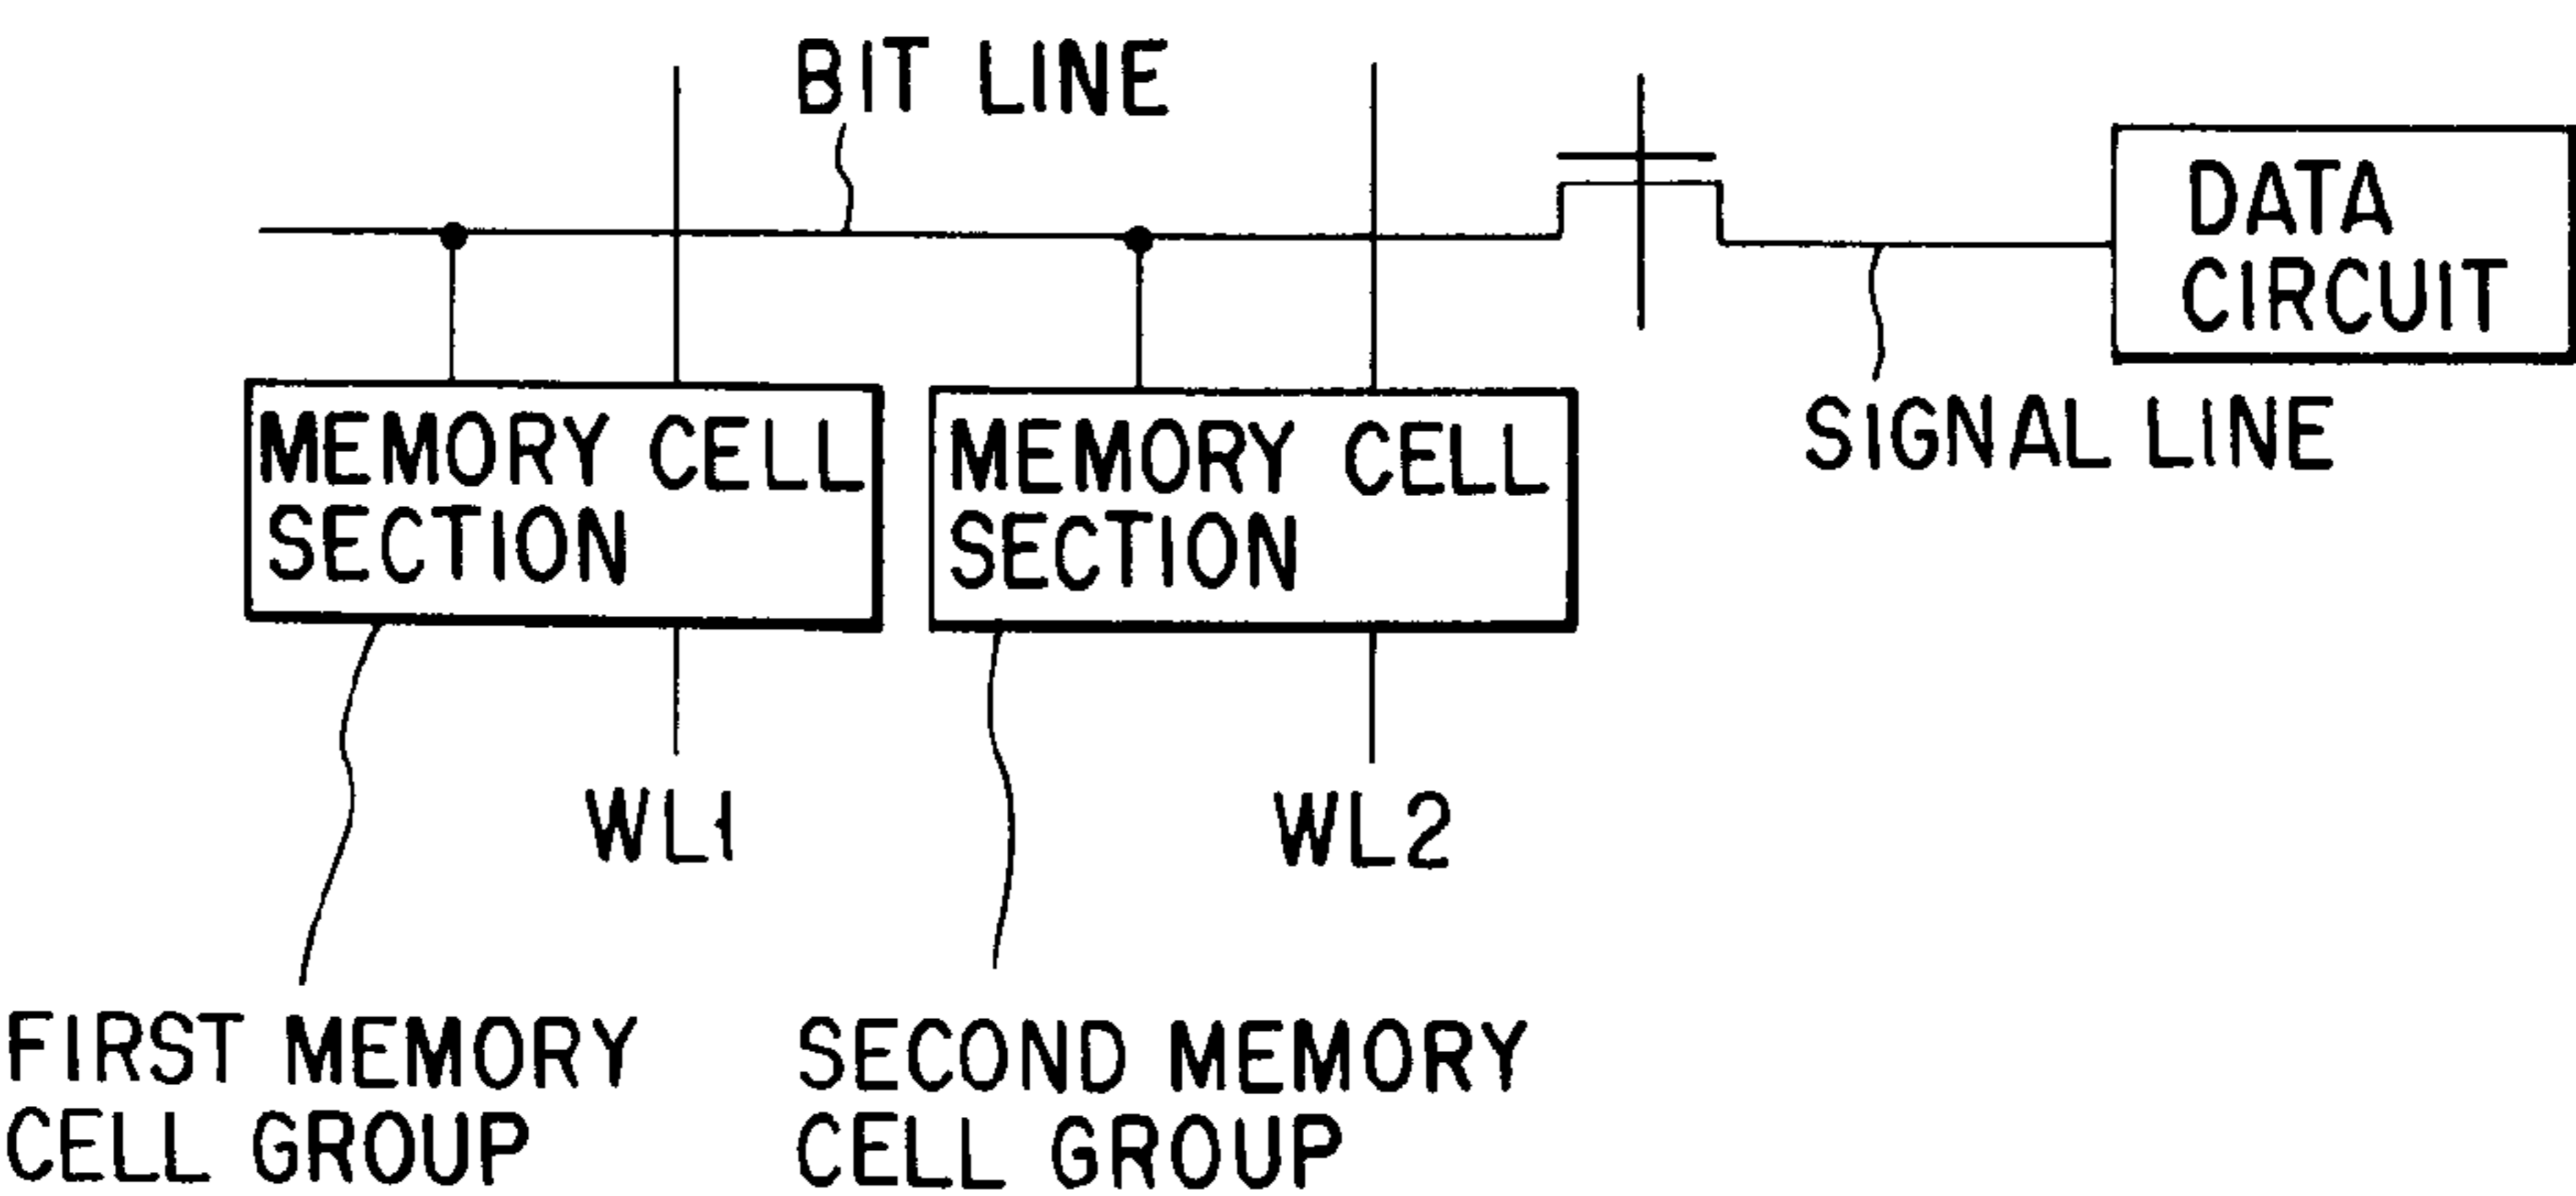 BIT LINE
DATA
CIRCUIT
SIGNAL LINE
MEMORY CELL
SECTION
MEMORY CELL
SECTION
WL1
WL2
FIRST MEMORY
CELL GROUP
SECOND MEMORY
CELL GROUP